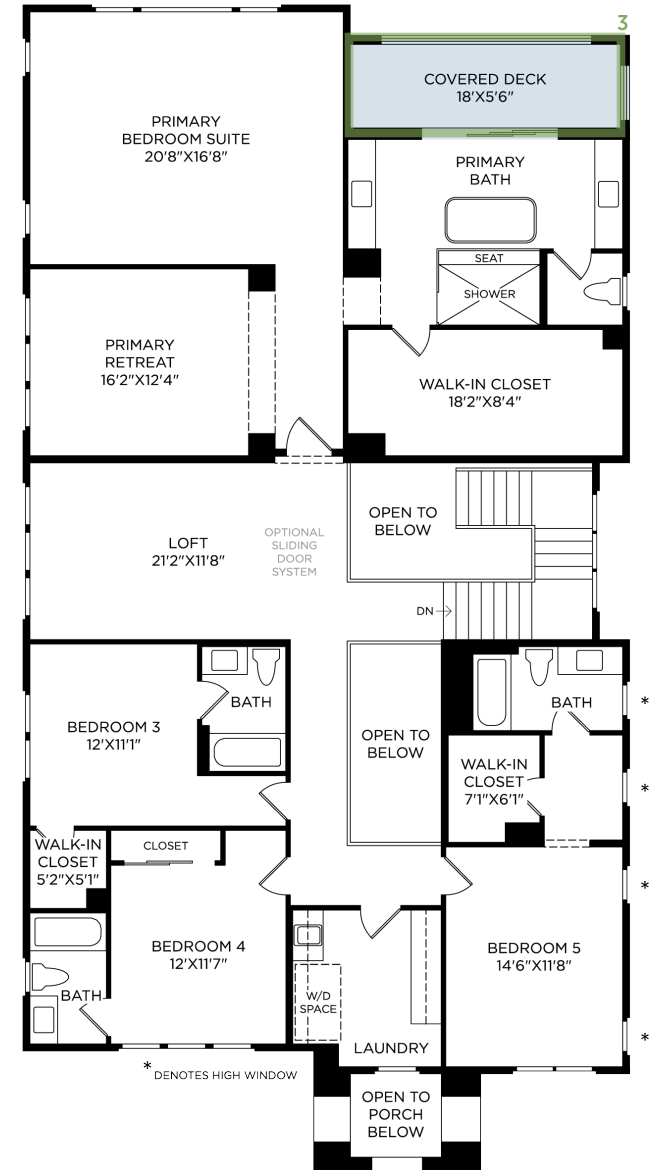 3
COVERED DECK
18'X5'6"
PRIMARY
BEDROOM SUITE
20'8"X16'8"
PRIMARY
BATH
SEAT
SHOWER
PRIMARY
RETREAT
16'2"X12'4"
WALK-IN CLOSET
18'2"X8'4"
OPEN TO
BELOW
LOFT
21'2"X11'8"
OPTIONAL
SLIDING
DOOR
SYSTEM
DN
BATH
BATH
*
BEDROOM 3
12'X11'1"
OPEN TO
BELOW
WALK-IN
CLOSET
7'1"X6'1"
*
WALK-IN
CLOSET
5'2"X5'1"
CLOSET
*
BEDROOM 4
12'X11'7"
BEDROOM 5
14'6"X11'8"
BATH
W/D
SPACE
LAUNDRY
*
* DENOTES HIGH WINDOW
OPEN TO
PORCH
BELOW